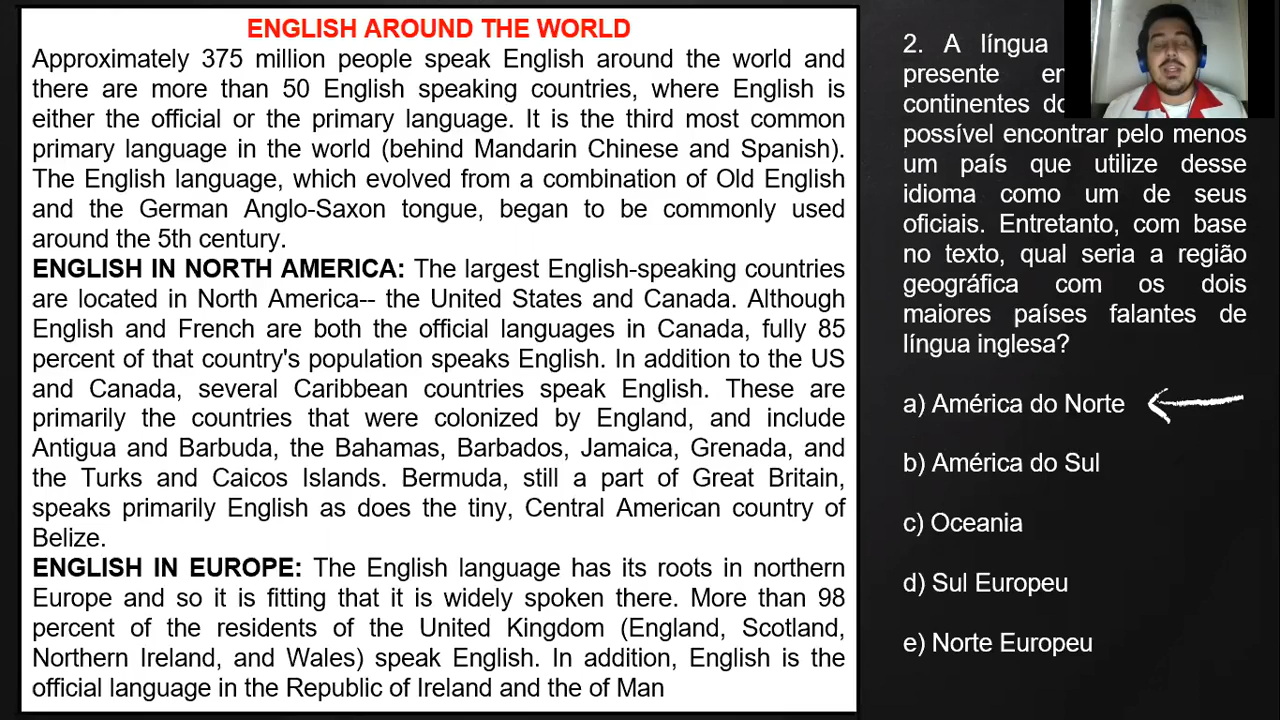 ENGLISH AROUND THE WORLD
Approximately 375 million people speak English around the world and
there are more than 50 English speaking countries, where English is
either the official or the primary language. It is the third most common
primary language in the world (behind Mandarin Chinese and Spanish).
The English language, which evolved from a combination of Old English
and the German Anglo-Saxon tongue, began to be commonly used
around the 5th century.
ENGLISH IN NORTH AMERICA: The largest English-speaking countries
are located in North America-- the United States and Canada. Although
English and French are both the official languages in Canada, fully 85
percent of that country's population speaks English. In addition to the US
and Canada, several Caribbean countries speak English. These are
primarily the countries that were colonized by England, and include
Antigua and Barbuda, the Bahamas, Barbados, Jamaica, Grenada, and
the Turks and Caicos Islands. Bermuda, still a part of Great Britain,
speaks primarily English as does the tiny, Central American country of
Belize.
ENGLISH IN EUROPE: The English language has its roots in northern
Europe and so it is fitting that it is widely spoken there. More than 98
percent of the residents of the United Kingdom (England, Scotland,
Northern Ireland, and Wales) speak English. In addition, English is the
official language in the Republic of Ireland and the of Man
2. A língua
presente
continentes
possível encontrar pelo menos
um país que utilize desse
idioma como um de seus
oficiais. Entretanto, com base
no texto, qual seria a região
geográfica com os dois
maiores países falantes de
língua inglesa?
a) América do Norte
b) América do Sul
c) Oceania
d) Sul Europeu
e) Norte Europeu